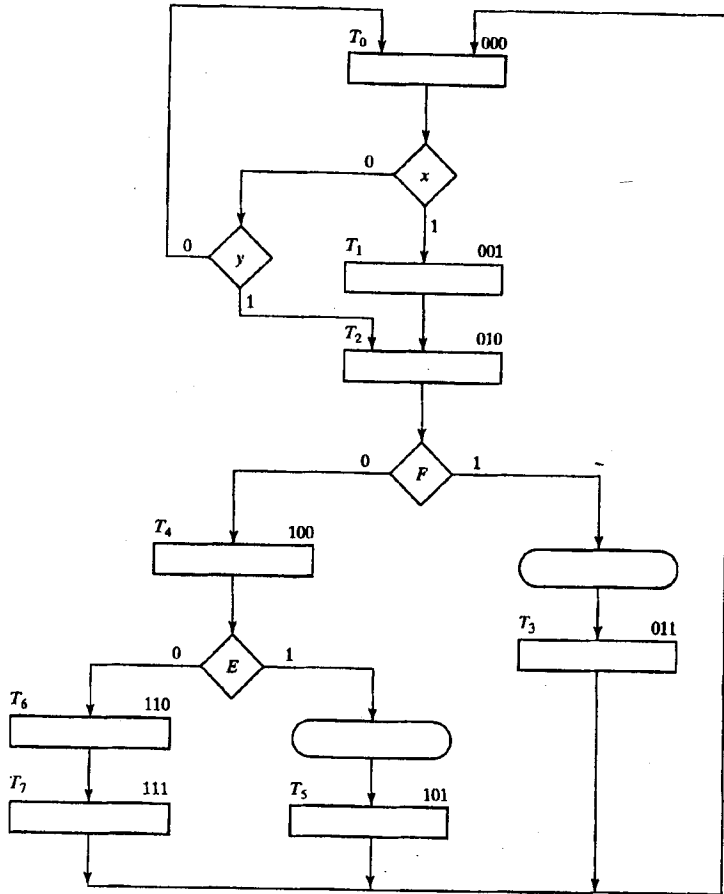 T₀ 000
0 x
1
0 y
1
T₁ 001
T₂ 010
0 F 1
T₄ 100
T₃ 011
0 E 1
T₆ 110
T₇ 111
T₅ 101